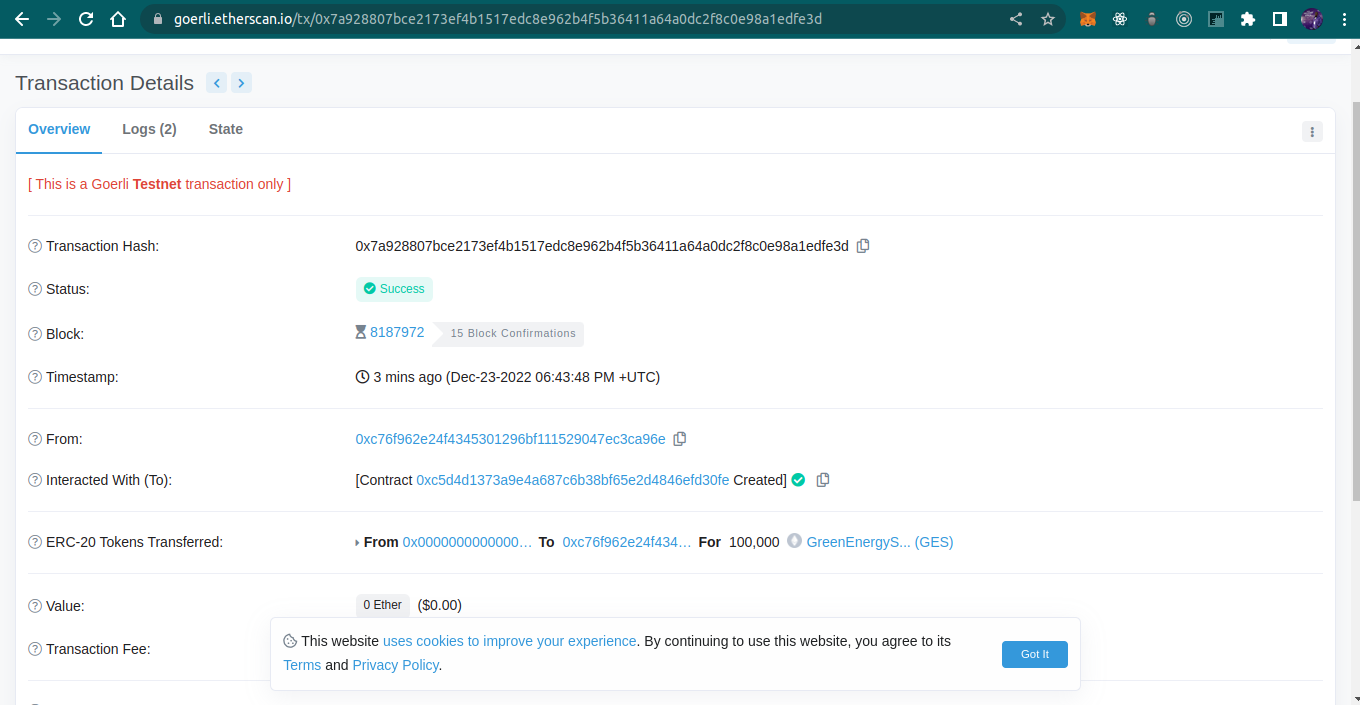 goerli.etherscan.io/tx/0x7a928807bce2173ef4b1517edc8e962b4f5b36411a64a0dc2f8c0e98a1edfe3d
Transaction Details
Overview Logs (2) State
[ This is a Goerli Testnet transaction only ]
Transaction Hash: 0x7a928807bce2173ef4b1517edc8e962b4f5b36411a64a0dc2f8c0e98a1edfe3d
Status: Success
Block: 8187972 15 Block Confirmations
Timestamp: 3 mins ago (Dec-23-2022 06:43:48 PM +UTC)
From: 0xc76f962e24f4345301296bf111529047ec3ca96e
Interacted With (To): [Contract 0xc5d4d1373a9e4a687c6b38bf65e2d4846efd30fe Created]
ERC-20 Tokens Transferred: From 0x0000000000000... To 0xc76f962e24f434... For 100,000 GreenEnergyS... (GES)
Value: 0 Ether ($0.00)
Transaction Fee:
This website uses cookies to improve your experience. By continuing to use this website, you agree to its
Terms and Privacy Policy.
Got It